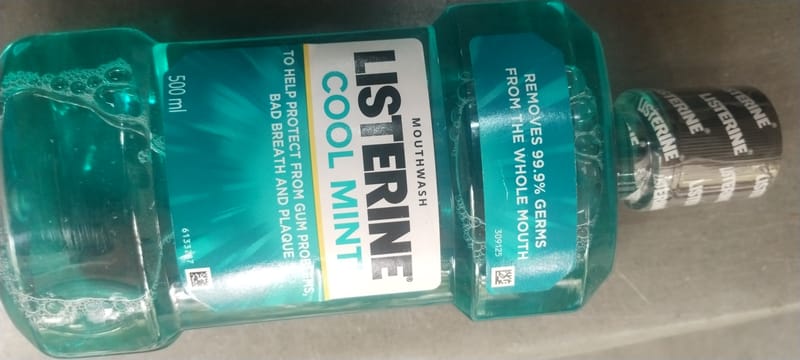 LISTERINE
LISTERINE
LISTERINE
REMOVES 99.9% GERMS
FROM THE WHOLE MOUTH
309125
MOUTHWASH
LISTERINE®
COOL MINT
TO HELP PROTECT FROM GUM PROBLEMS,
BAD BREATH AND PLAQUE
500 ml